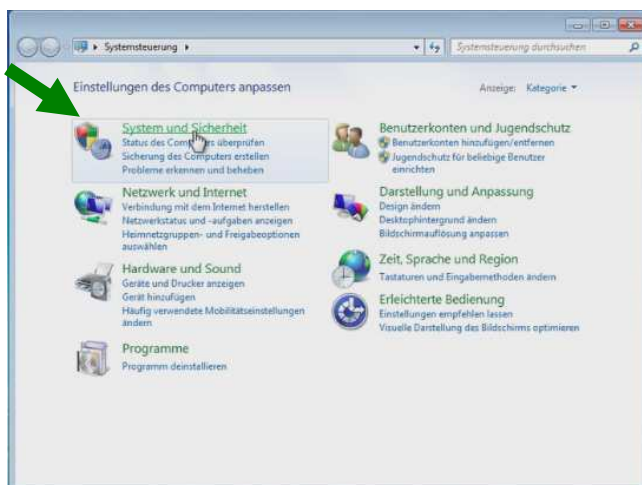 Systemsteuerung
Systemsteuerung durchsuchen
Einstellungen des Computers anpassen
Anzeige: Kategorie
System und Sicherheit
Status des Computers überprüfen
Sicherung des Computers erstellen
Probleme erkennen und beheben
Netzwerk und Internet
Verbindung mit dem Internet herstellen
Netzwerkstatus und -aufgaben anzeigen
Heimnetzgruppen- und Freigabeoptionen
auswählen
Hardware und Sound
Geräte und Drucker anzeigen
Gerät hinzufügen
Häufig verwendete Mobilitätseinstellungen
ändern
Programme
Programm deinstallieren
Benutzerkonten und Jugendschutz
Benutzerkonten hinzufügen/entfernen
Jugendschutz für beliebige Benutzer
einrichten
Darstellung und Anpassung
Design ändern
Desktophintergrund ändern
Bildschirmauflösung anpassen
Zeit, Sprache und Region
Tastaturen und Eingabemethoden ändern
Erleichterte Bedienung
Einstellungen empfehlen lassen
Visuelle Darstellung des Bildschirms optimieren